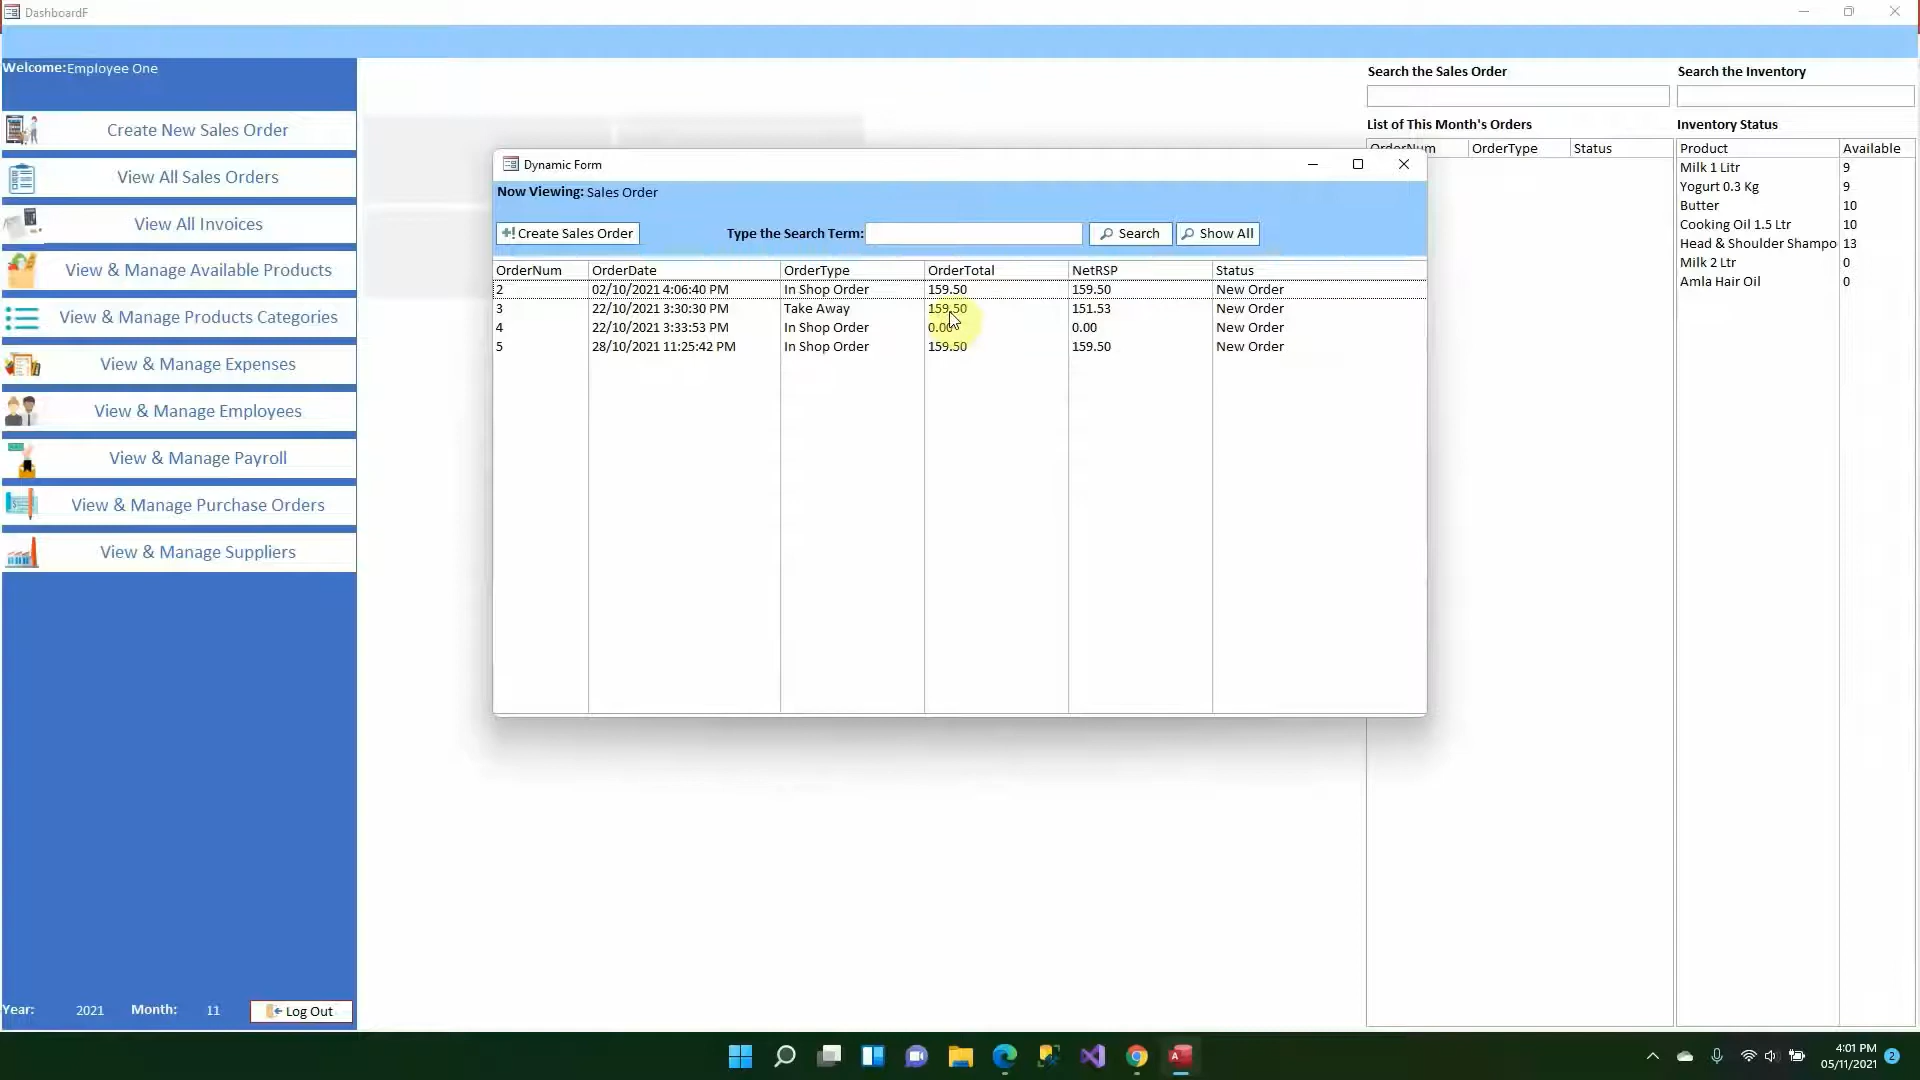 DashboardF
Welcome:Employee One
Create New Sales Order
View All Sales Orders
View All Invoices
View & Manage Available Products
View & Manage Products Categories
View & Manage Expenses
View & Manage Employees
View & Manage Payroll
View & Manage Purchase Orders
View & Manage Suppliers
Year: 2021 Month: 11 Log Out
Dynamic Form
Now Viewing: Sales Order
Create Sales Order Type the Search Term: Search Show All
OrderNum OrderDate OrderType OrderTotal NetRSP Status
2 02/10/2021 4:06:40 PM In Shop Order 159.50 159.50 New Order
3 22/10/2021 3:30:30 PM Take Away 159.50 151.53 New Order
4 22/10/2021 3:33:53 PM In Shop Order 0.00 0.00 New Order
5 28/10/2021 11:25:42 PM In Shop Order 159.50 159.50 New Order
Search the Sales Order
List of This Month's Orders
OrderNum OrderType Status
Search the Inventory
Inventory Status
Product Available
Milk 1 Litr 9
Yogurt 0.3 Kg 9
Butter 10
Cooking Oil 1.5 Ltr 10
Head & Shoulder Shampo 13
Milk 2 Ltr 0
Amla Hair Oil 0
4:01 PM
05/11/2021
2